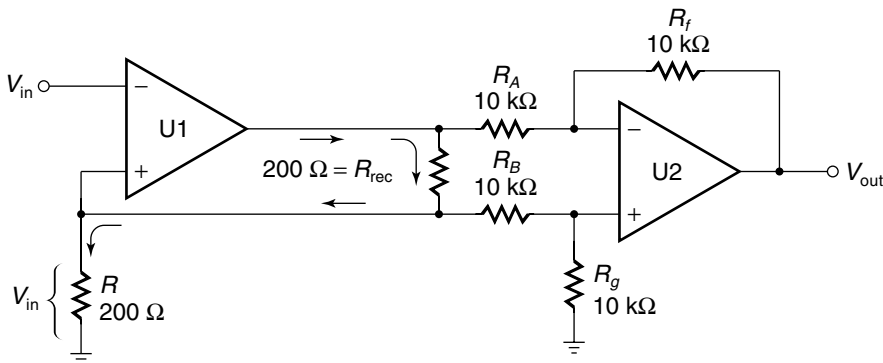 R_f
10 kΩ
R_A
10 kΩ
V_in
−
U1
+
200 Ω = R_rec
R_B
10 kΩ
−
U2
+
V_out
V_in
R
200 Ω
R_g
10 kΩ